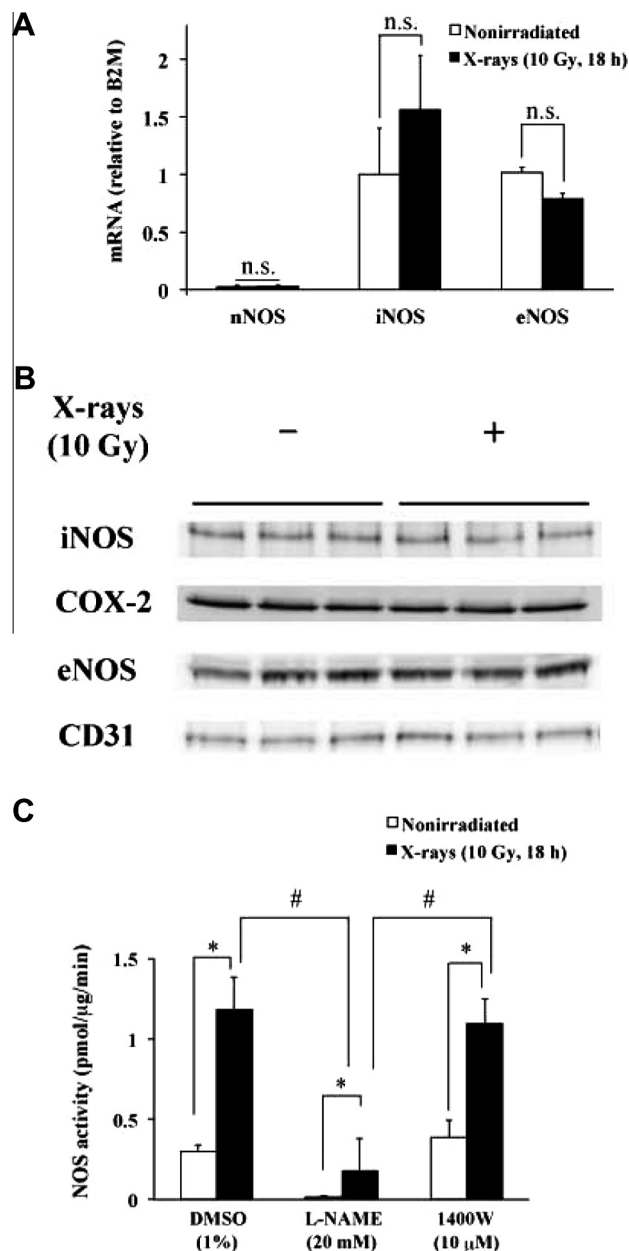 A
Nonirradiated
X-rays (10 Gy, 18 h)
mRNA (relative to B2M)
2
1.5
1
0.5
0
n.s.
n.s.
n.s.
nNOS iNOS eNOS
B
X-rays
(10 Gy)
− +
iNOS
COX-2
eNOS
CD31
C
Nonirradiated
X-rays (10 Gy, 18 h)
NOS activity (pmol/µg/min)
# #
* * *
1.5
1
0.5
0
DMSO L-NAME 1400W
(1%) (20 mM) (10 µM)